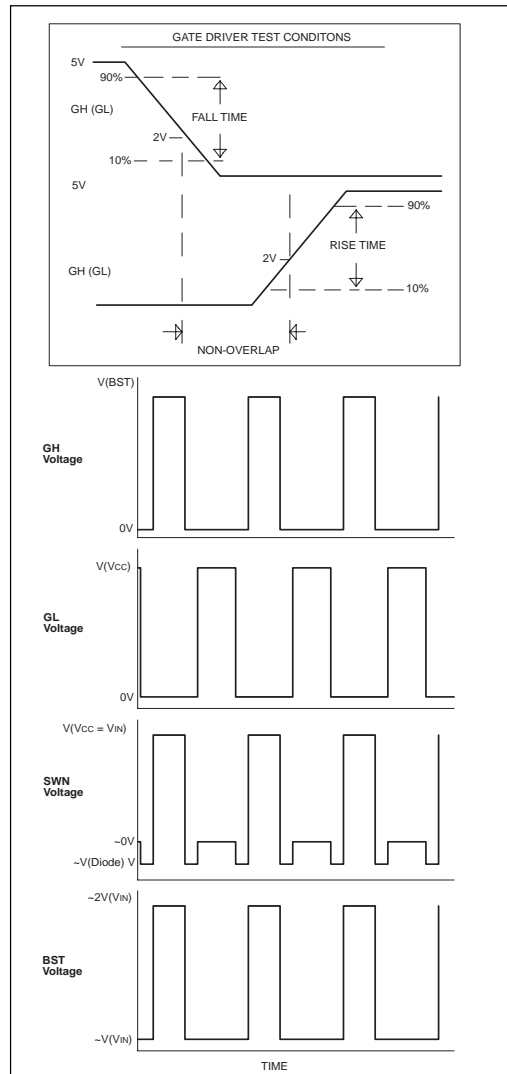 GATE DRIVER TEST CONDITONS
5V
90%
GH (GL)
FALL TIME
2V
10%
5V
90%
2V
RISE TIME
GH (GL)
10%
NON-OVERLAP
V(BST)
GH
Voltage
0V
V(VCC)
GL
Voltage
0V
V(VCC = VIN)
SWN
Voltage
~0V
~V(Diode) V
~2V(VIN)
BST
Voltage
~V(VIN)
TIME